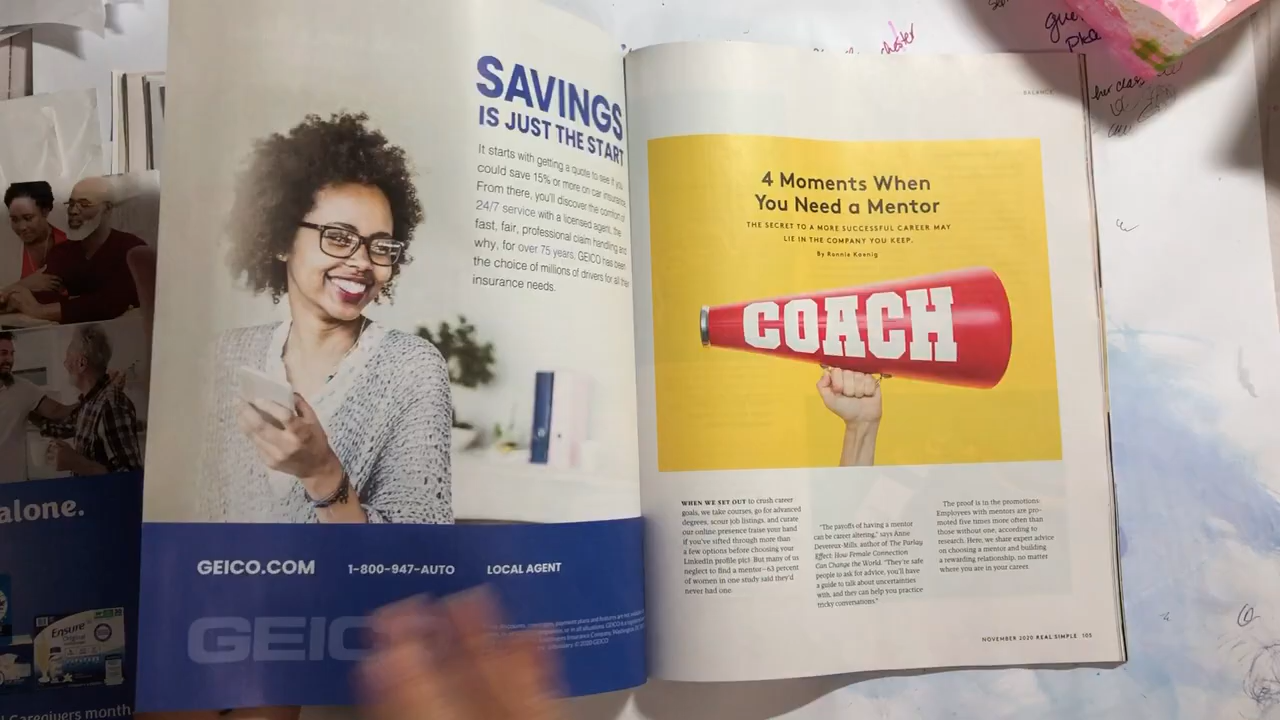 SAVINGS
IS JUST THE START
It starts with getting a quote to see if you
could save 15% or more on car insurance.
From there, you'll discover the comfort of
24/7 service with a licensed agent, the
fast, fair, professional claim handling and
why, for over 75 years, GEICO has been
the choice of millions of drivers for all their
insurance needs.
GEICO.COM 1-800-947-AUTO LOCAL AGENT
GEIC
alone.
Ensure
Original
Caregivers month.
BALANCE
4 Moments When
You Need a Mentor
THE SECRET TO A MORE SUCCESSFUL CAREER MAY
LIE IN THE COMPANY YOU KEEP.
By Rennie Koenig
COACH
WHEN WE SET OUT to crush career
goals, we take courses, go for advanced
degrees, scour job listings, and curate
our online presence (raise your hand
if you've sifted through more than
a few options before choosing your
LinkedIn profile pic). But many of us
neglect to find a mentor—63 percent
of women in one study said they'd
never had one.
"The payoffs of having a mentor
can be career altering," says Anne
Devereux-Mills, author of The Parlay
Effect: How Female Connection
Can Change the World. "They're safe
people to ask for advice, you'll have
a guide to talk about uncertainties
with, and they can help you practice
tricky conversations."
The proof is in the promotions:
Employees with mentors are pro-
moted five times more often than
those without one, according to
research. Here, we share expert advice
on choosing a mentor and building
a rewarding relationship, no matter
where you are in your career.
NOVEMBER 2020 REAL SIMPLE 105
her class